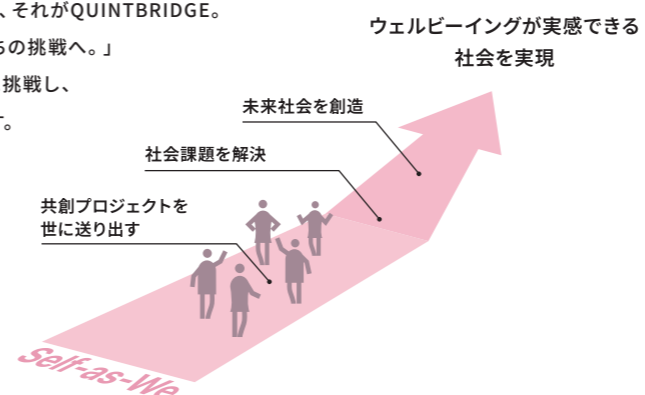 、それがQUINTBRIDGE。
ちの挑戦へ。」
挑戦し、
す。
ウェルビーイングが実感できる
社会を実現
未来社会を創造
社会課題を解決
共創プロジェクトを
世に送り出す
Self-as-We